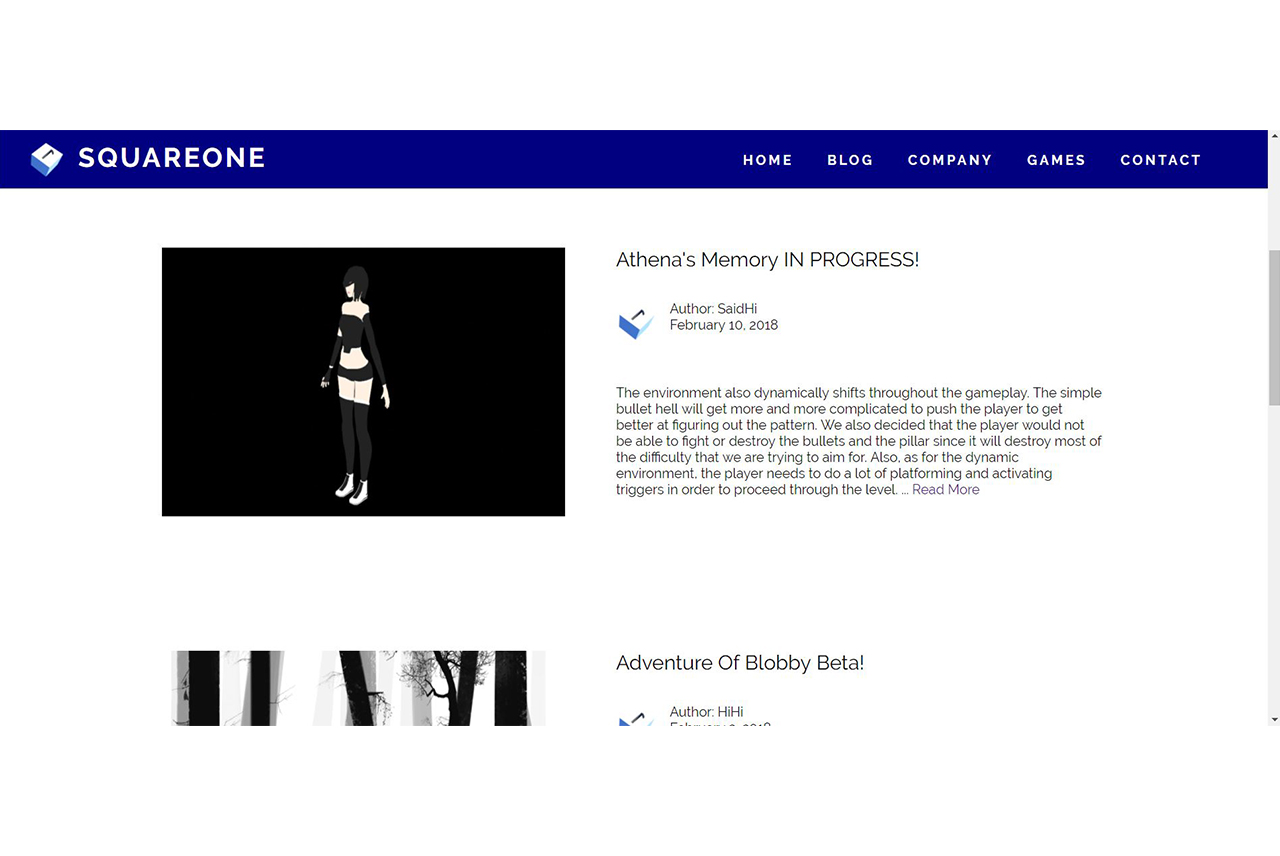 SQUAREONE
HOME BLOG COMPANY GAMES CONTACT
Athena's Memory IN PROGRESS!
Author: SaidHi
February 10, 2018
The environment also dynamically shifts throughout the gameplay. The simple
bullet hell will get more and more complicated to push the player to get
better at figuring out the pattern. We also decided that the player would not
be able to fight or destroy the bullets and the pillar since it will destroy most of
the difficulty that we are trying to aim for. Also, as for the dynamic
environment, the player needs to do a lot of platforming and activating
triggers in order to proceed through the level. ... Read More
Adventure Of Blobby Beta!
Author: HiHi